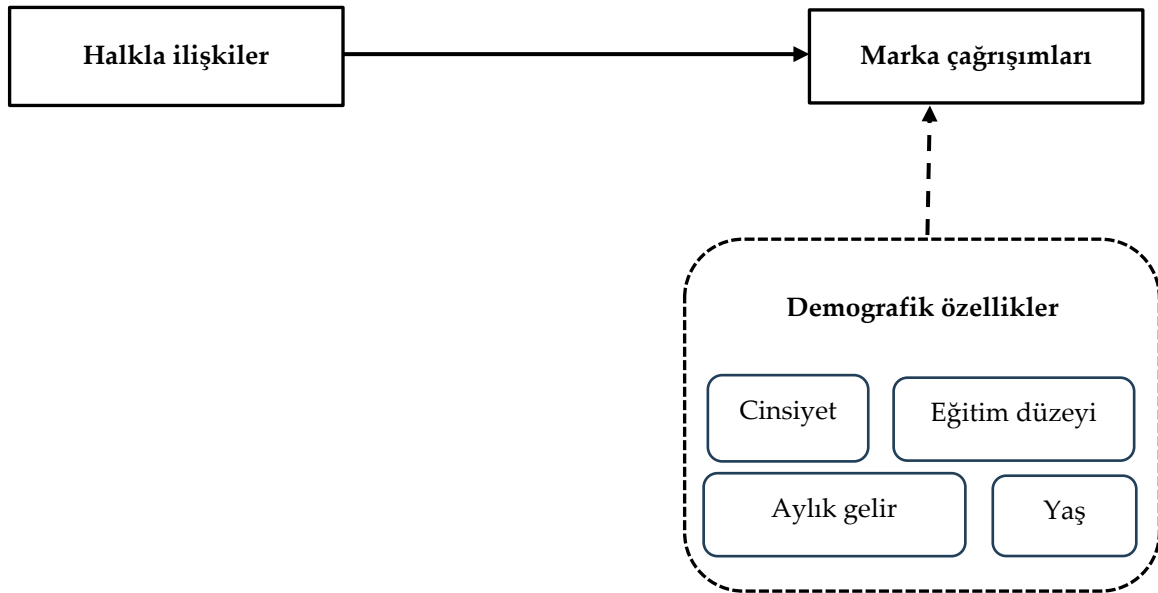 Halkla ilişkiler
Marka çağrışımları
Demografik özellikler
Cinsiyet
Eğitim düzeyi
Aylık gelir
Yaş